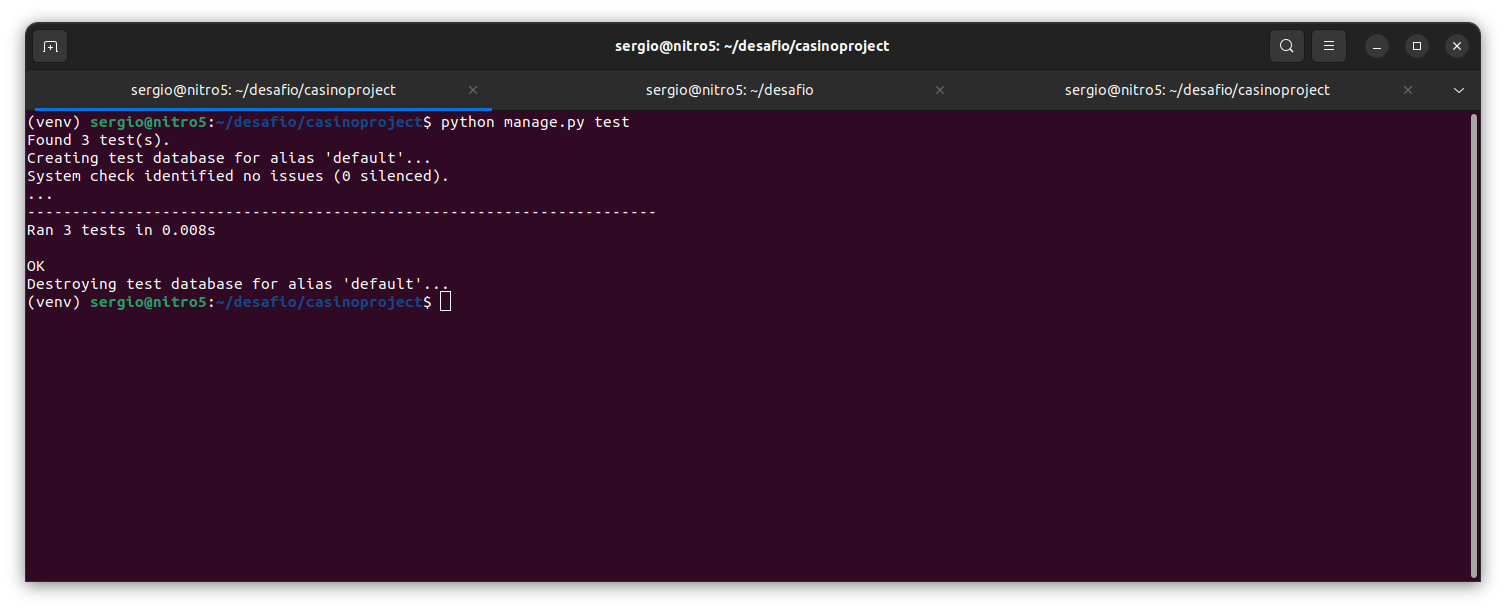 sergio@nitro5: ~/desafio/casinoproject
sergio@nitro5: ~/desafio/casinoproject sergio@nitro5: ~/desafio sergio@nitro5: ~/desafio/casinoproject
(venv) sergio@nitro5:~/desafio/casinoproject$ python manage.py test
Found 3 test(s).
Creating test database for alias 'default'...
System check identified no issues (0 silenced).
...
----------------------------------------------------------------------
Ran 3 tests in 0.008s
OK
Destroying test database for alias 'default'...
(venv) sergio@nitro5:~/desafio/casinoproject$